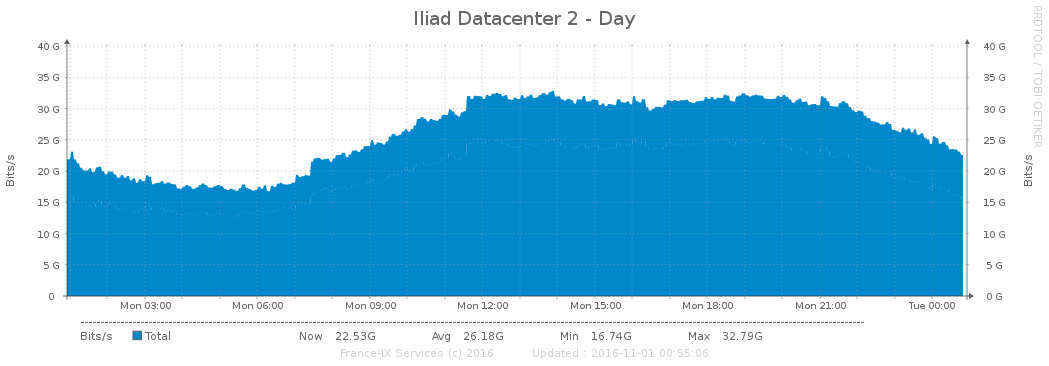 Iliad Datacenter 2 - Day
RRDTOOL / TOBI OETIKER
Bits/s
40 G 40 G
35 G 35 G
30 G 30 G
25 G 25 G
20 G 20 G
15 G 15 G
10 G 10 G
5 G 5 G
0 0 G
Bits/s
Mon 03:00 Mon 06:00 Mon 09:00 Mon 12:00 Mon 15:00 Mon 18:00 Mon 21:00 Tue 00:00
Bits/s Total Now 22.53G Avg 26.18G Min 16.74G Max 32.79G
France-IX Services (c) 2016 Updated : 2016-11-01 00:55:06